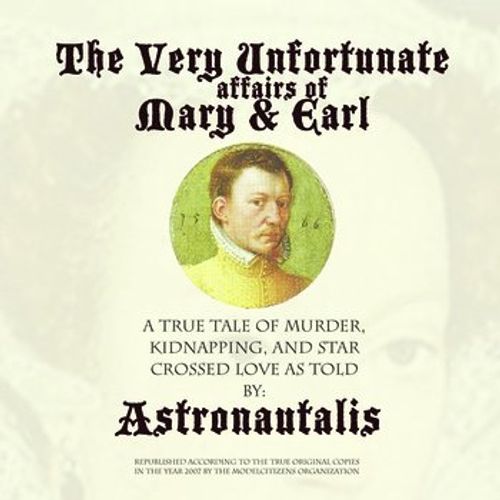 The Very Unfortunate
affairs of
Mary & Earl
15 66
A TRUE TALE OF MURDER,
KIDNAPPING, AND STAR
CROSSED LOVE AS TOLD
BY:
Astronautalis
REPUBLISHED ACCORDING TO THE TRUE ORIGINAL COPIES
IN THE YEAR 2007 BY THE MODELCITIZENS ORGANIZATION